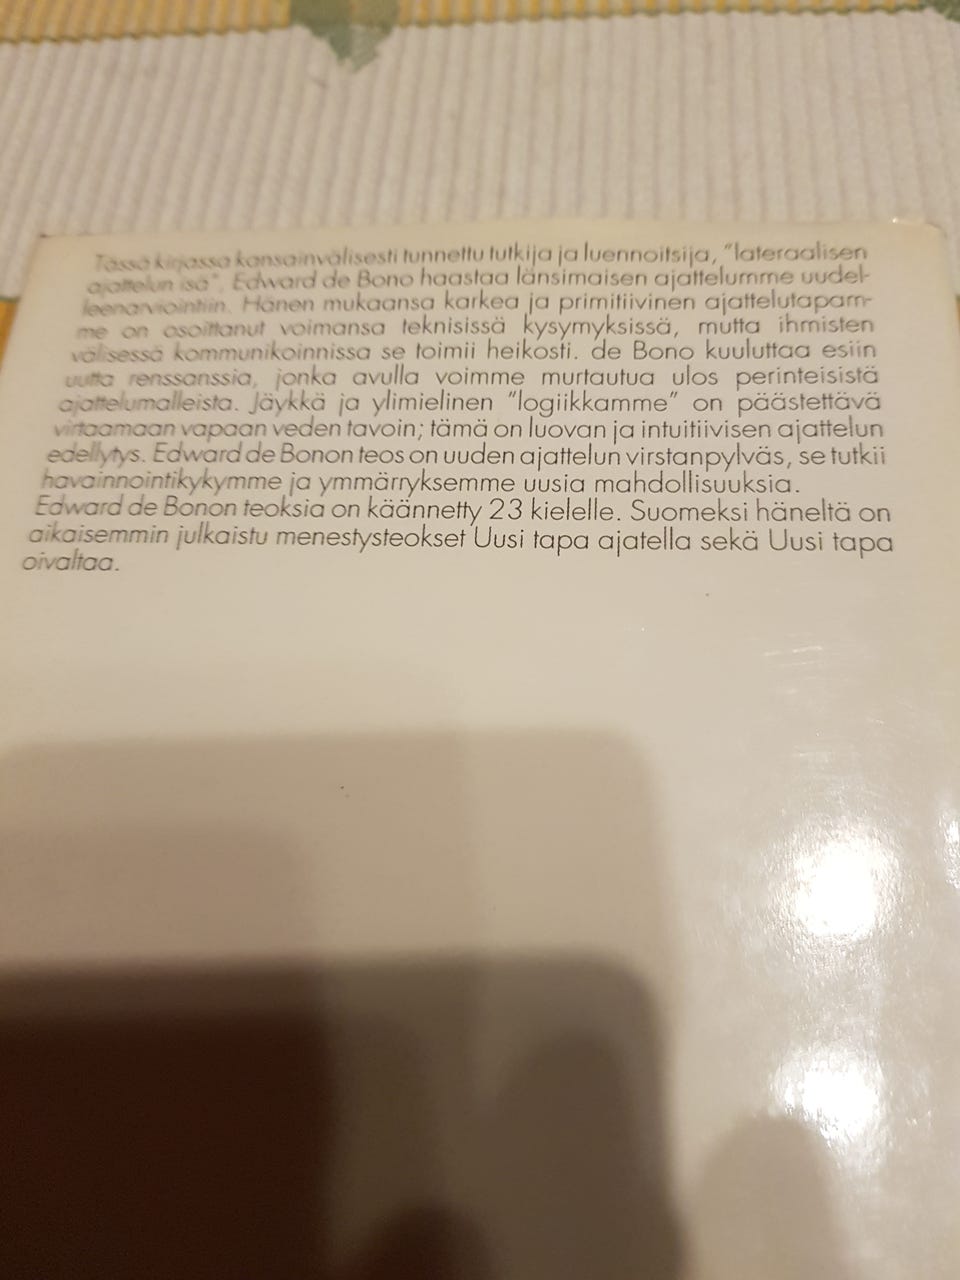 Tässä kirjassa kansainvälisesti tunnettu tutkija ja luennoitsija, "lateraalisen
ajattelun isä", Edward de Bono haastaa länsimaisen ajattelumme uudel-
leenarviointiin. Hänen mukaansa karkea ja primitiivinen ajattelutapam-
me on osoittanut voimansa teknisissä kysymyksissä, mutta ihmisten
välisessä kommunikoinnissa se toimii heikosti. de Bono kuuluttaa esiin
uutta renssanssia, jonka avulla voimme murtautua ulos perinteisistä
ajattelumalleista. Jäykkä ja ylimielinen "logiikkamme" on päästettävä
virtaamaan vapaan veden tavoin; tämä on luovan ja intuitiivisen ajattelun
edellytys. Edward de Bonon teos on uuden ajattelun virstanpylväs, se tutkii
havainnointikykymme ja ymmärryksemme uusia mahdollisuuksia.
Edward de Bonon teoksia on käännetty 23 kielelle. Suomeksi häneltä on
aikaisemmin julkaistu menestysteokset Uusi tapa ajatella sekä Uusi tapa
oivaltaa.